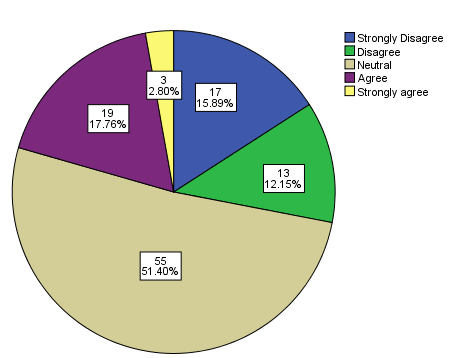 Strongly Disagree
Disagree
Neutral
Agree
Strongly agree
3
2.80%
17
15.89%
19
17.76%
13
12.15%
55
51.40%